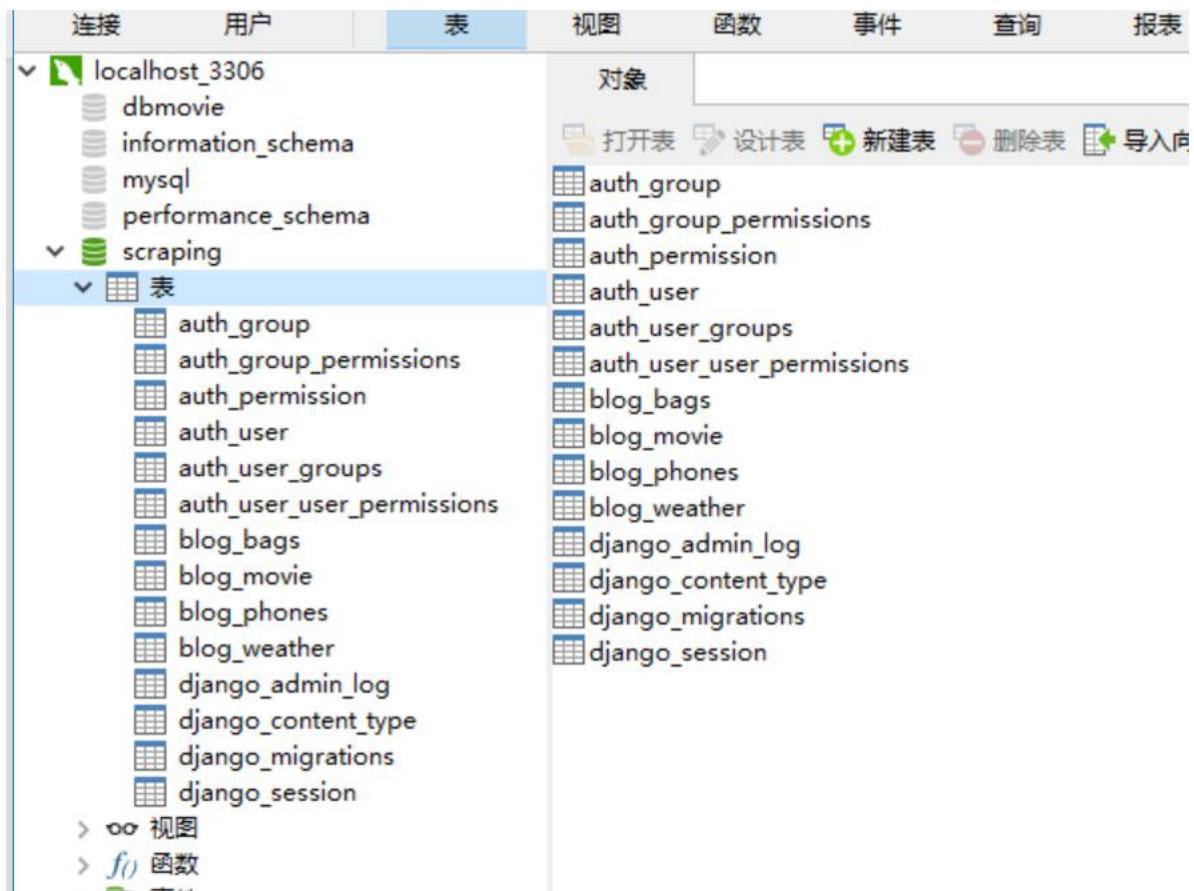 连接 用户 表 视图 函数 事件 查询 报表
localhost_3306
dbmovie
information_schema
mysql
performance_schema
scraping
表
auth_group
auth_group_permissions
auth_permission
auth_user
auth_user_groups
auth_user_user_permissions
blog_bags
blog_movie
blog_phones
blog_weather
django_admin_log
django_content_type
django_migrations
django_session
视图
f() 函数
对象
打开表 设计表 新建表 删除表 导入向
auth_group
auth_group_permissions
auth_permission
auth_user
auth_user_groups
auth_user_user_permissions
blog_bags
blog_movie
blog_phones
blog_weather
django_admin_log
django_content_type
django_migrations
django_session